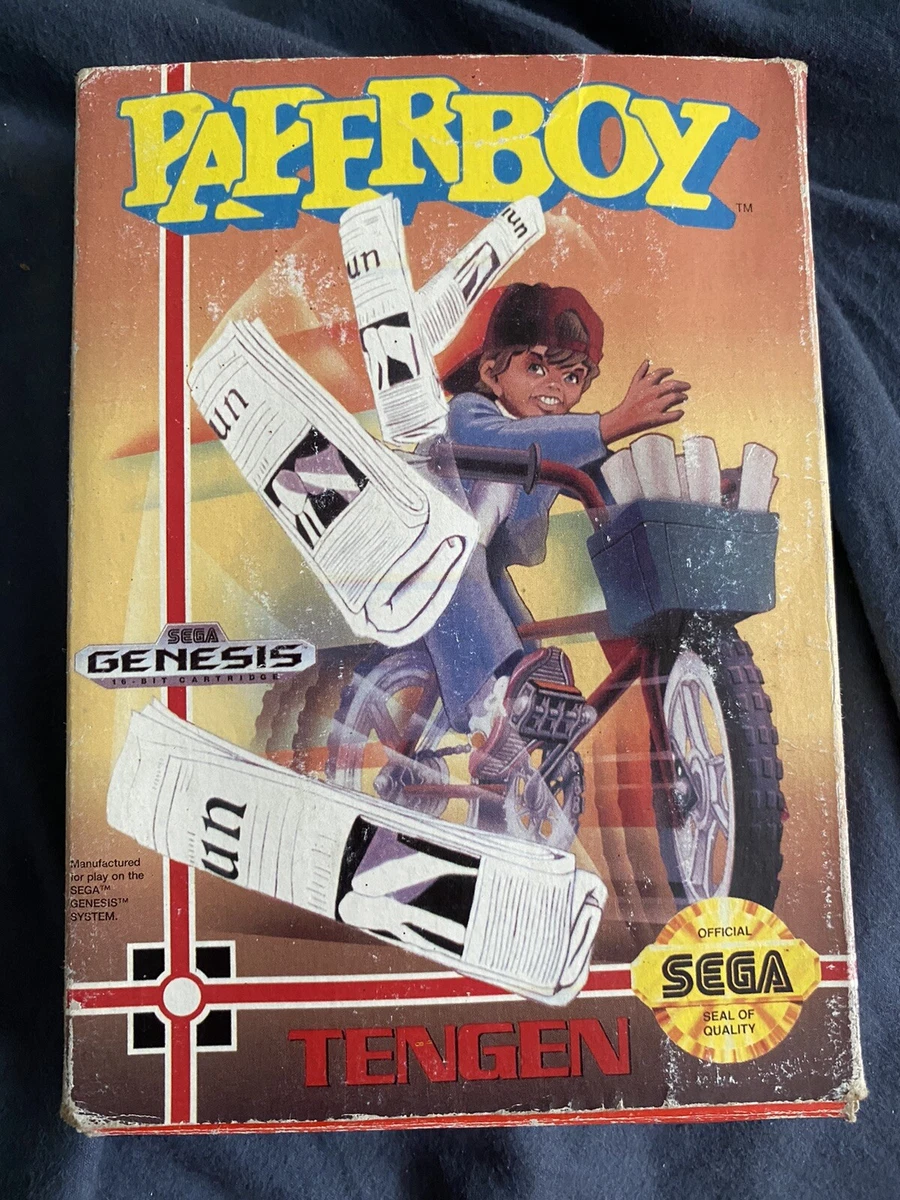 PAPERBOY
TM
un
run
un
SEGA
GENESIS
16-BIT CARTRIDGE
un
Manufactured
for play on the
SEGA™
GENESIS™
SYSTEM.
OFFICIAL
SEGA
SEAL OF
QUALITY
TENGEN